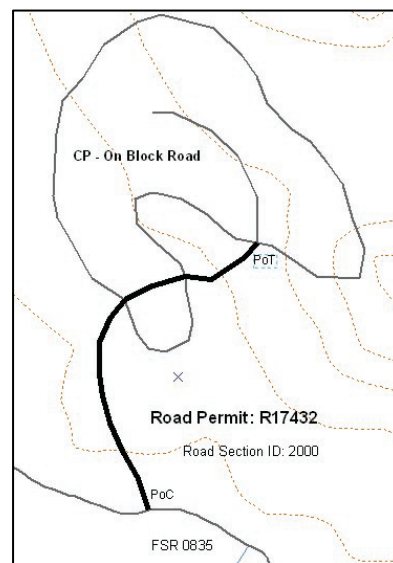 CP - On Block Road
PoT
Road Permit: R17432
Road Section ID: 2000
PoC
FSR 0835